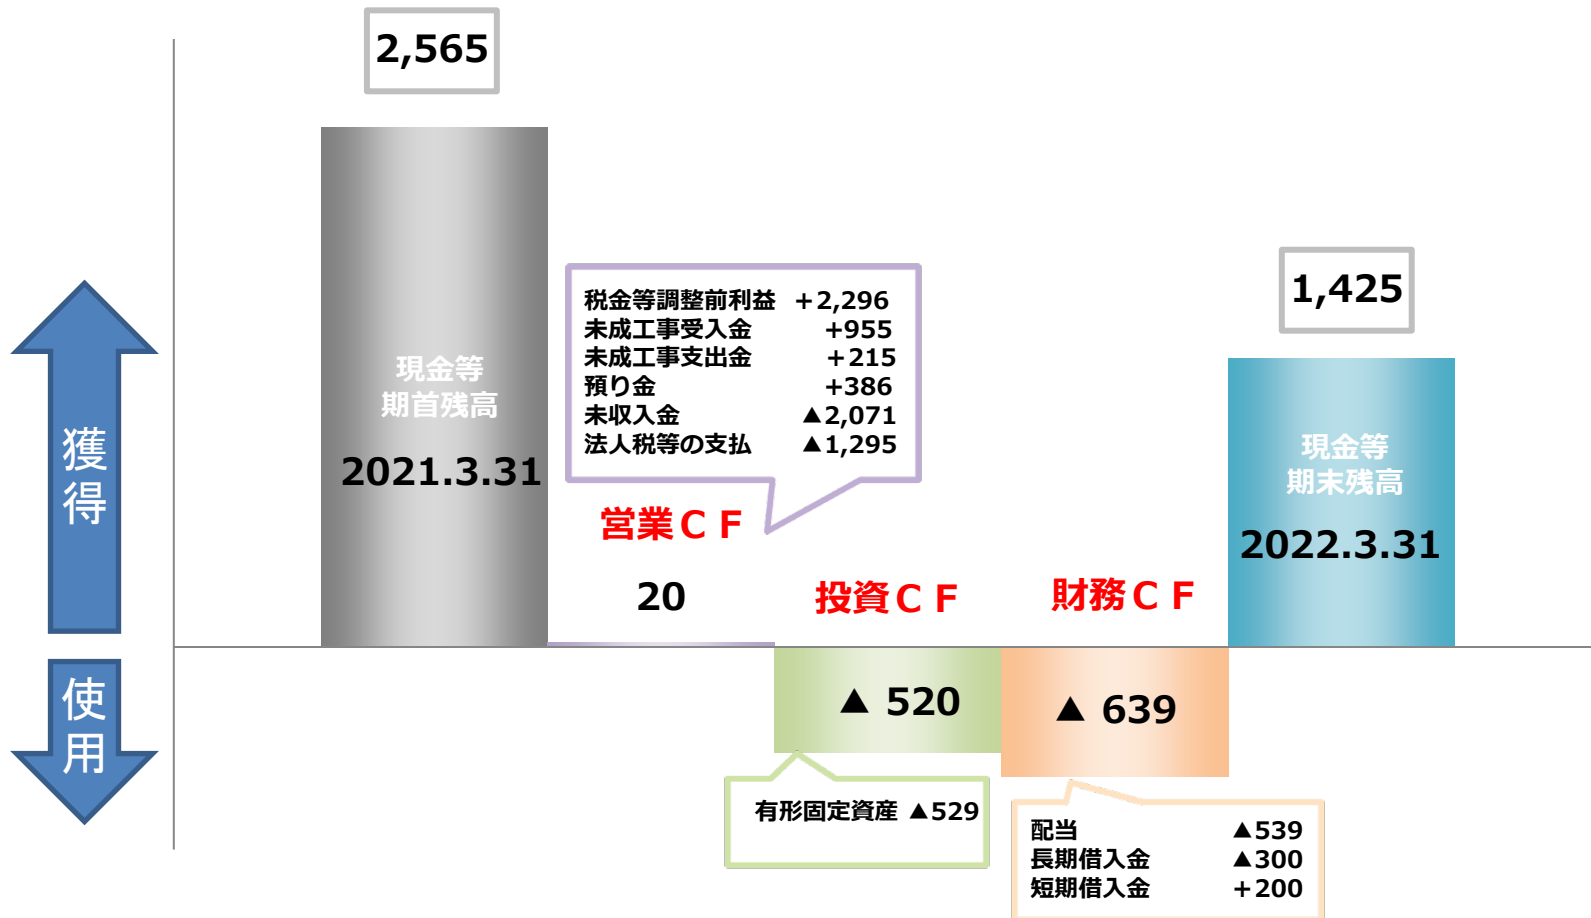 2,565
獲得
使用
現金等
期首残高
2021.3.31
税金等調整前利益 +2,296
未成工事受入金 +955
未成工事支出金 +215
預り金 +386
未収入金 ▲2,071
法人税等の支払 ▲1,295
営業ＣＦ
20
投資ＣＦ
▲ 520
有形固定資産 ▲529
財務ＣＦ
▲ 639
配当 ▲539
長期借入金 ▲300
短期借入金 +200
1,425
現金等
期末残高
2022.3.31